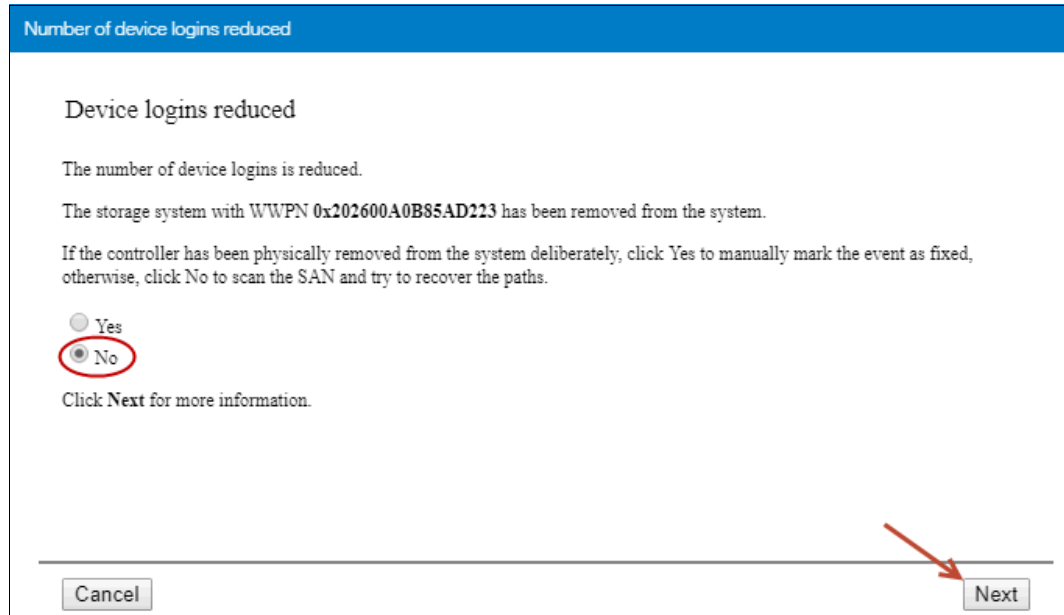 Number of device logins reduced
Device logins reduced
The number of device logins is reduced.
The storage system with WWPN 0x202600A0B85AD223 has been removed from the system.
If the controller has been physically removed from the system deliberately, click Yes to manually mark the event as fixed,
otherwise, click No to scan the SAN and try to recover the paths.
Yes
No
Click Next for more information.
Cancel
Next